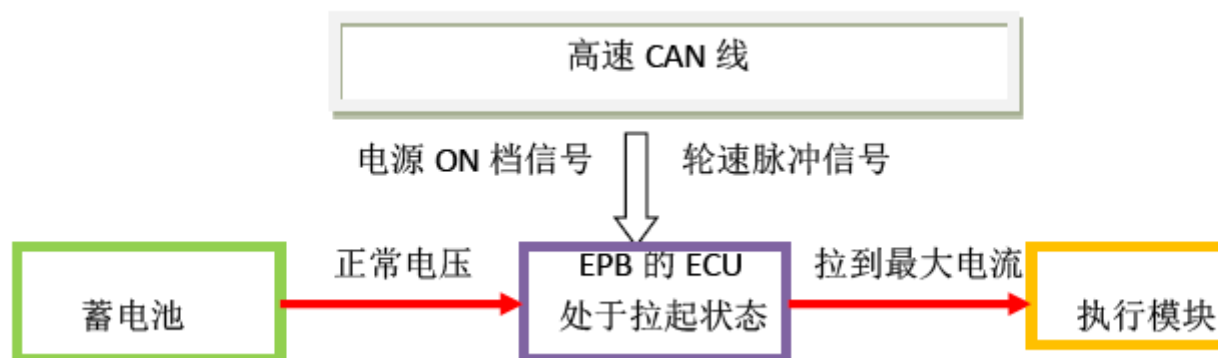 高速 CAN 线
电源 ON 档信号
轮速脉冲信号
正常电压
EPB 的 ECU
拉到最大电流
蓄电池
处于拉起状态
执行模块